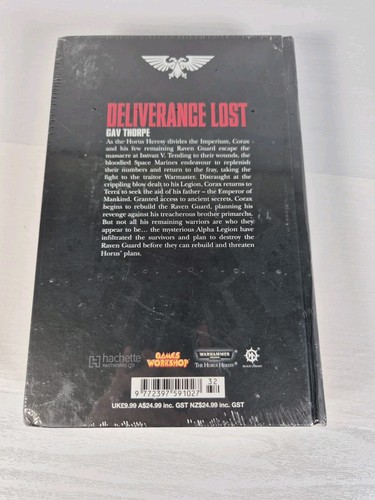 DELIVERANCE LOST
GAV THORPE
As the Horus Heresy divides the Imperium, Corax
and his few remaining Raven Guard escape the
massacre at Isstvan V. Tending to their wounds, the
bloodied Space Marines endeavour to replenish
their numbers and return to the fray, taking the
fight to the traitor Warmaster. Distraught at the
crippling blow dealt to his Legion, Corax returns to
Terra to seek the aid of his father – the Emperor of
Mankind. Granted access to ancient secrets, Corax
begins to rebuild the Raven Guard, planning his
revenge against his treacherous brother primarchs.
But not all his remaining warriors are who they
appear to be... the mysterious Alpha Legion have
infiltrated the survivors and plan to destroy the
Raven Guard before they can rebuild and threaten
Horus' plans.
hachette
PARTWORKS LTD
GAMES
WORKSHOP
WARHAMMER
THE HORUS HERESY
BLACK LIBRARY
32
9 772397 591027
UK£9.99 A$24.99 inc. GST NZ$24.99 inc. GST